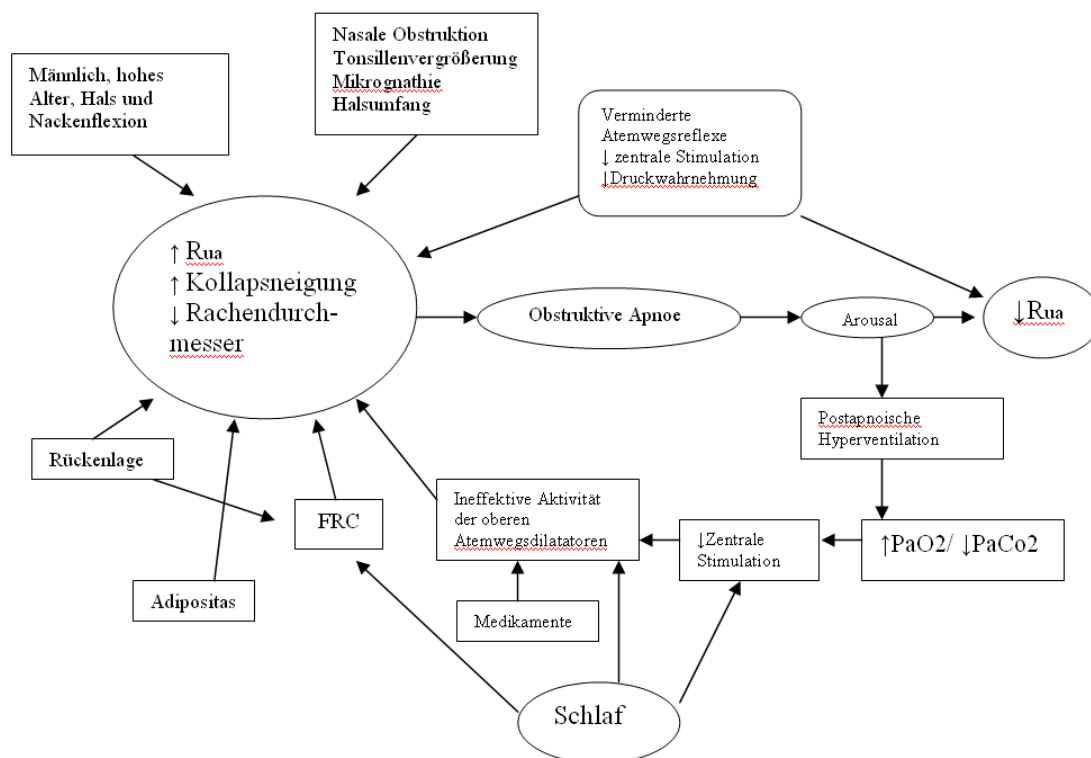 Männlich, hohes
Alter, Hals und
Nackenflexion
Nasale Obstruktion
Tonsillenvergrößerung
Mikrognathie
Halsumfang
Verminderte
Atemwegsreflexe
↓ zentrale Stimulation
↓Druckwahrnehmung
↑ Rua
↑ Kollapsneigung
↓ Rachendurch-
messer
Obstruktive Apnoe
Arousal
↓Rua
Postapnoische
Hyperventilation
Rückenlage
FRC
Ineffektive Aktivität
der oberen
Atemwegsdilatatoren
↓Zentrale
Stimulation
↑PaO2/ ↓PaCo2
Adipositas
Medikamente
Schlaf